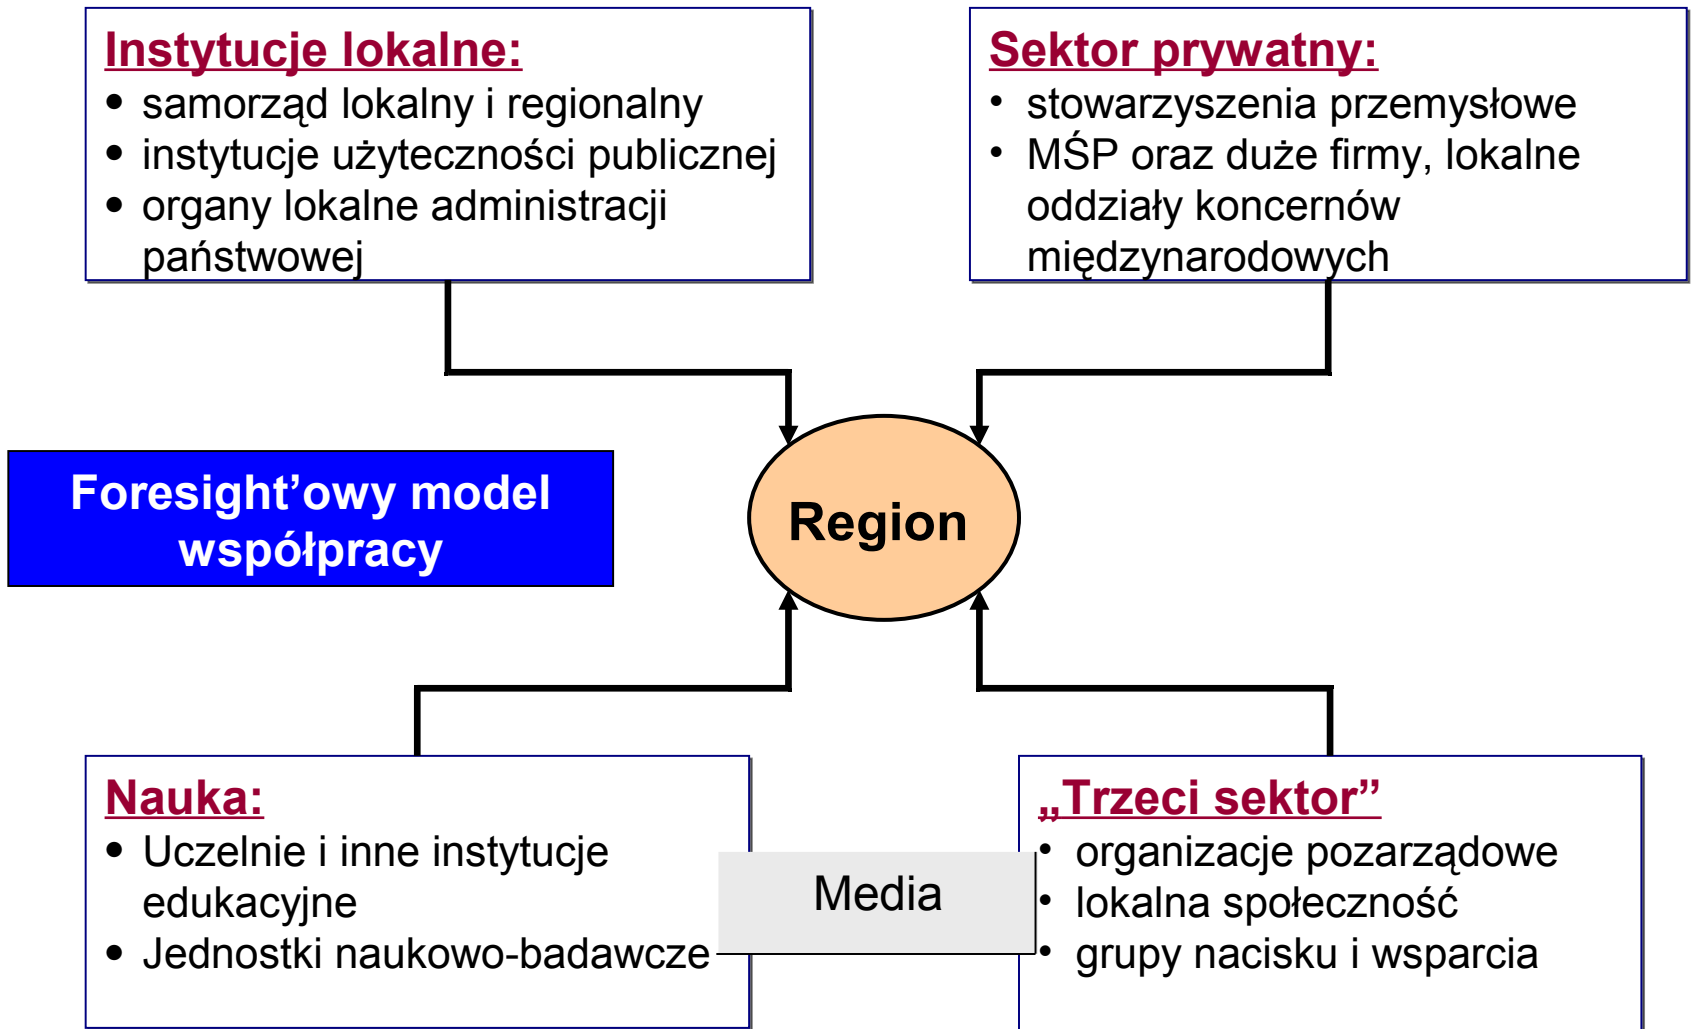 Instytucje lokalne:
• samorząd lokalny i regionalny
• instytucje użyteczności publicznej
• organy lokalne administracji
państwowej
Sektor prywatny:
• stowarzyszenia przemysłowe
• MŚP oraz duże firmy, lokalne
oddziały koncernów
międzynarodowych
Foresight’owy model
współpracy
Region
Nauka:
• Uczelnie i inne instytucje
edukacyjne
• Jednostki naukowo-badawcze
Media
„Trzeci sektor”
• organizacje pozarządowe
• lokalna społeczność
• grupy nacisku i wsparcia